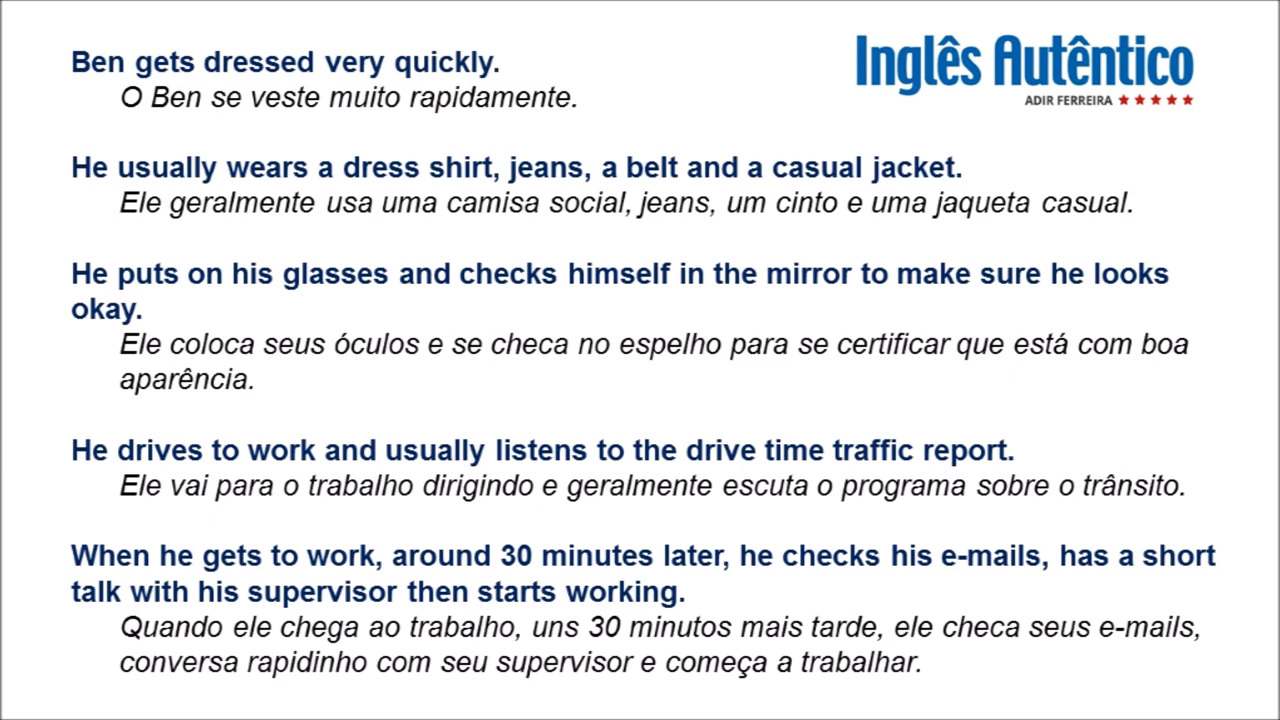 Inglês Autêntico
ADIR FERREIRA
Ben gets dressed very quickly.
O Ben se veste muito rapidamente.
He usually wears a dress shirt, jeans, a belt and a casual jacket.
Ele geralmente usa uma camisa social, jeans, um cinto e uma jaqueta casual.
He puts on his glasses and checks himself in the mirror to make sure he looks
okay.
Ele coloca seus óculos e se checa no espelho para se certificar que está com boa
aparência.
He drives to work and usually listens to the drive time traffic report.
Ele vai para o trabalho dirigindo e geralmente escuta o programa sobre o trânsito.
When he gets to work, around 30 minutes later, he checks his e-mails, has a short
talk with his supervisor then starts working.
Quando ele chega ao trabalho, uns 30 minutos mais tarde, ele checa seus e-mails,
conversa rapidinho com seu supervisor e começa a trabalhar.